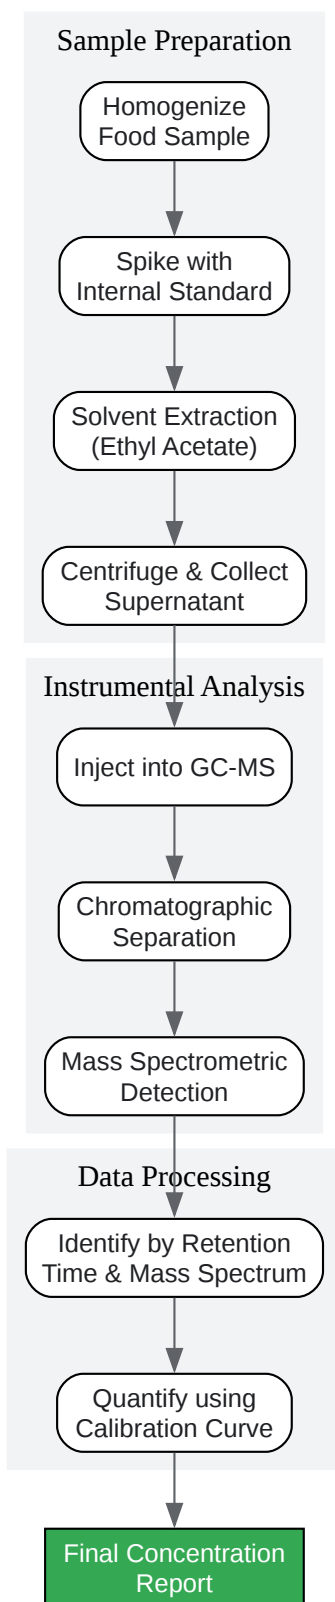 Sample Preparation
Homogenize
Food Sample
Spike with
Internal Standard
Solvent Extraction
(Ethyl Acetate)
Centrifuge & Collect
Supernatant
Instrumental Analysis
Inject into GC-MS
Chromatographic
Separation
Mass Spectrometric
Detection
Data Processing
Identify by Retention
Time & Mass Spectrum
Quantify using
Calibration Curve
Final Concentration
Report